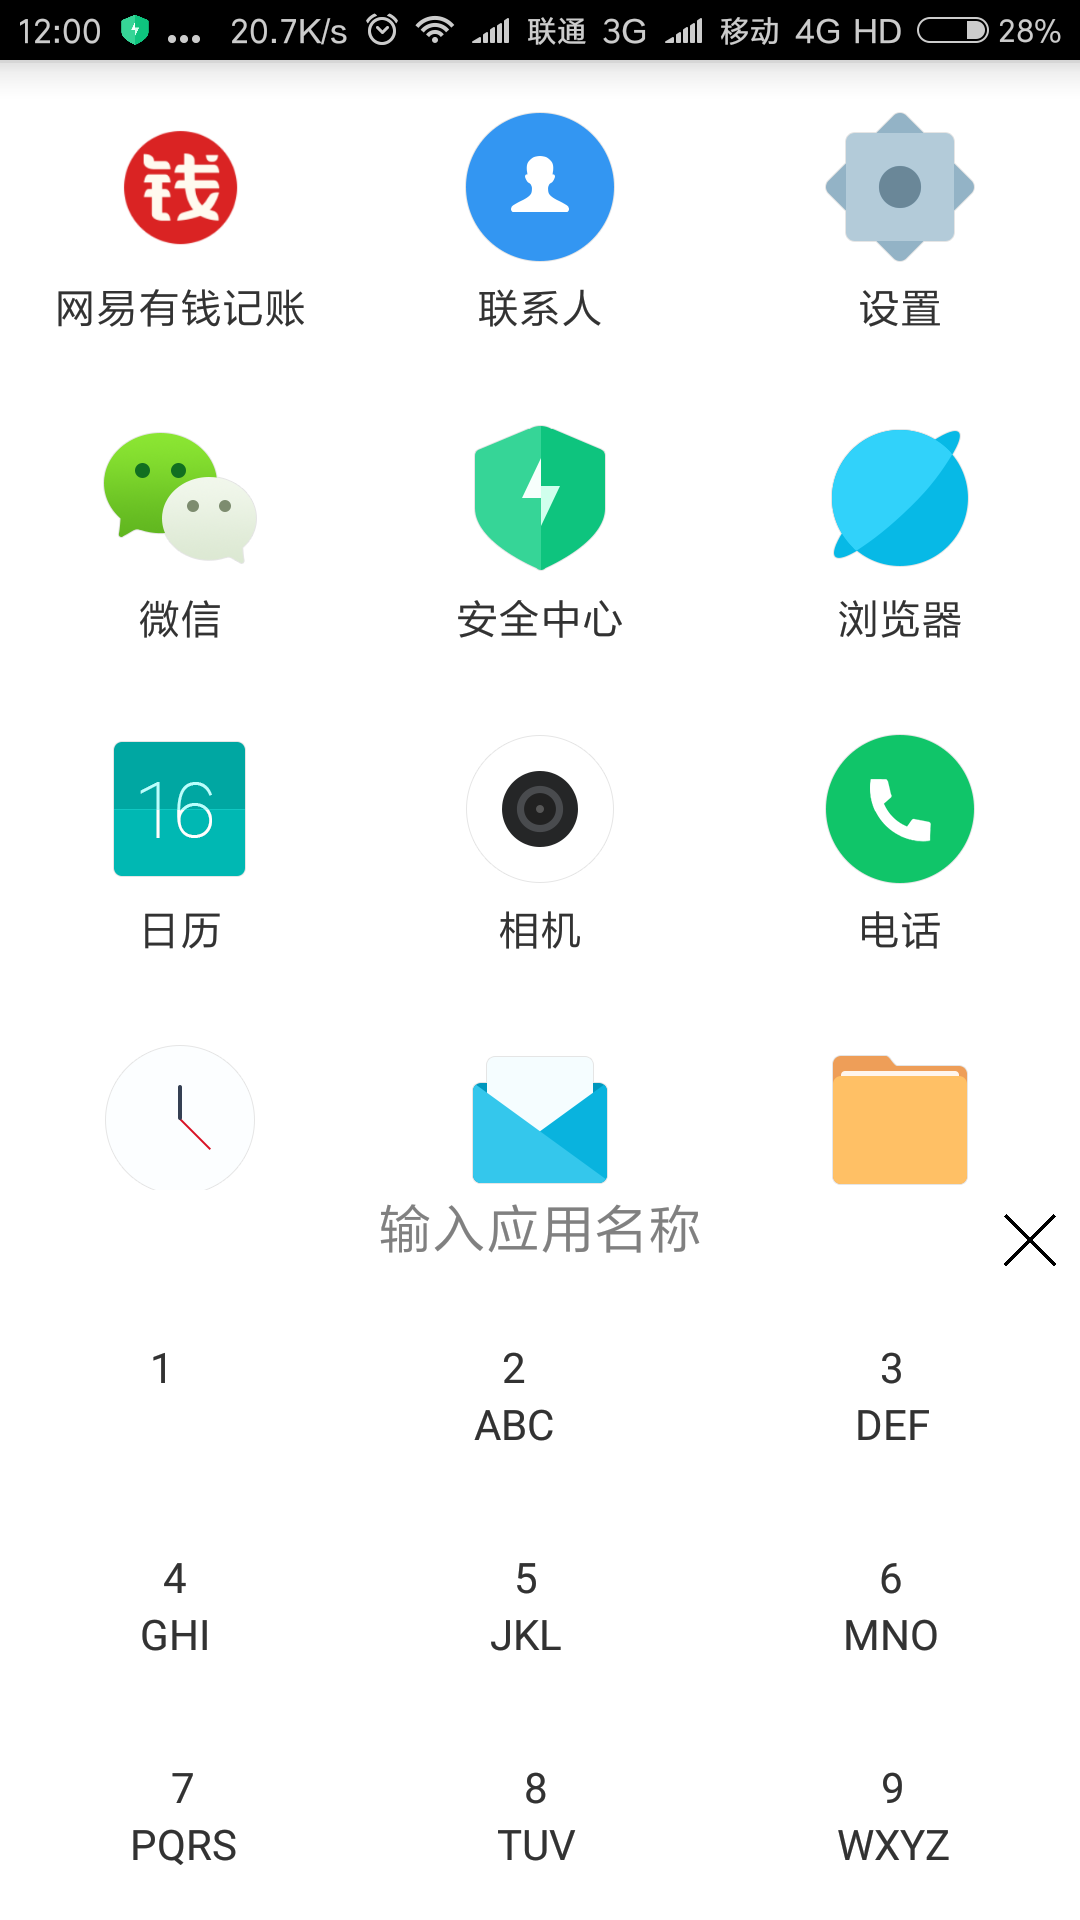 12:00 ... 20.7K/s 联通 3G 移动 4G HD 28%
钱
网易有钱记账 联系人 设置
微信 安全中心 浏览器
16
日历 相机 电话
输入应用名称
1 2 3
ABC DEF
4 5 6
GHI JKL MNO
7 8 9
PQRS TUV WXYZ